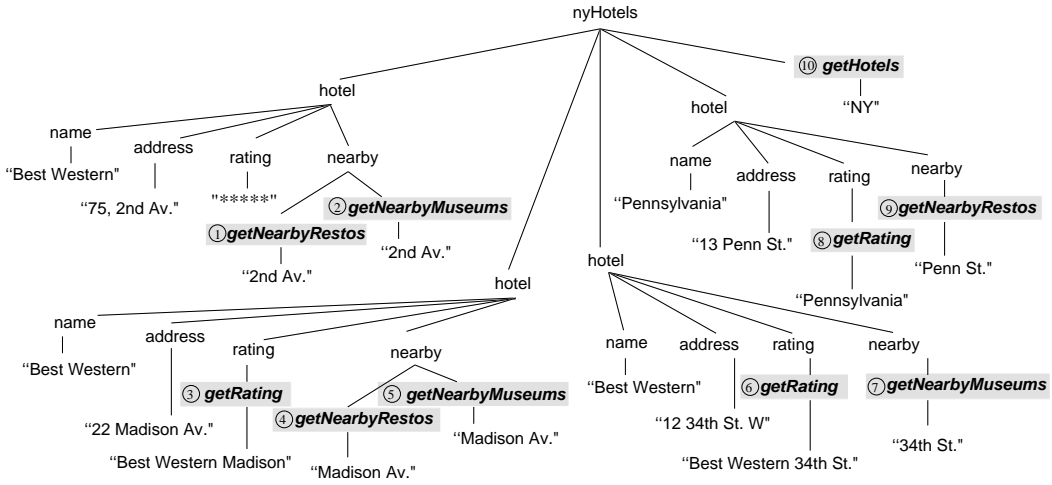 nyHotels
⑩ getHotels
“NY"
hotel
name
“Best Western"
address
“75, 2nd Av."
rating
"*****"
nearby
① getNearbyRestos
“2nd Av."
② getNearbyMuseums
“2nd Av."
hotel
name
“Pennsylvania"
address
“13 Penn St."
rating
⑧ getRating
“Pennsylvania"
nearby
⑨ getNearbyRestos
“Penn St."
hotel
name
“Best Western"
address
“22 Madison Av."
rating
③ getRating
“Best Western Madison"
nearby
④ getNearbyRestos
“Madison Av."
⑤ getNearbyMuseums
“Madison Av."
hotel
name
“Best Western"
address
“12 34th St. W"
rating
⑥ getRating
“Best Western 34th St."
nearby
⑦ getNearbyMuseums
“34th St."